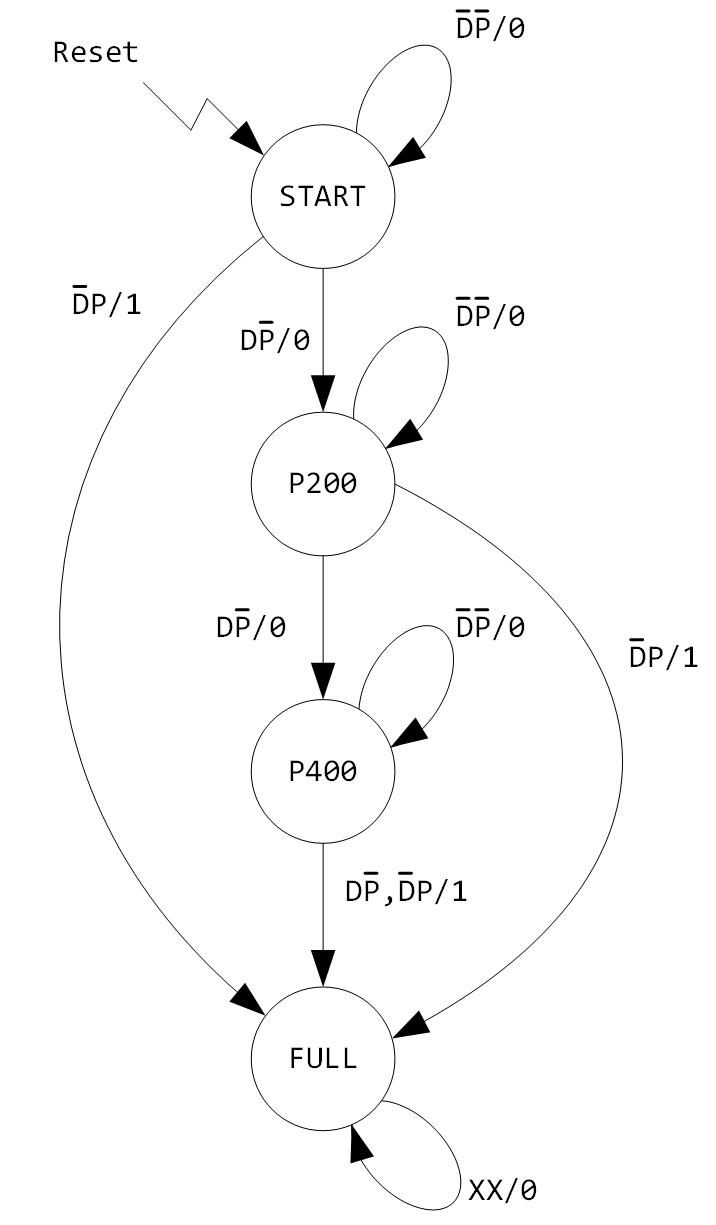 D̅P̅/0
Reset
START
D̅P/1
DP̅/0
D̅P̅/0
P200
DP̅/0
D̅P̅/0
D̅P/1
P400
DP̅,D̅P/1
FULL
XX/0